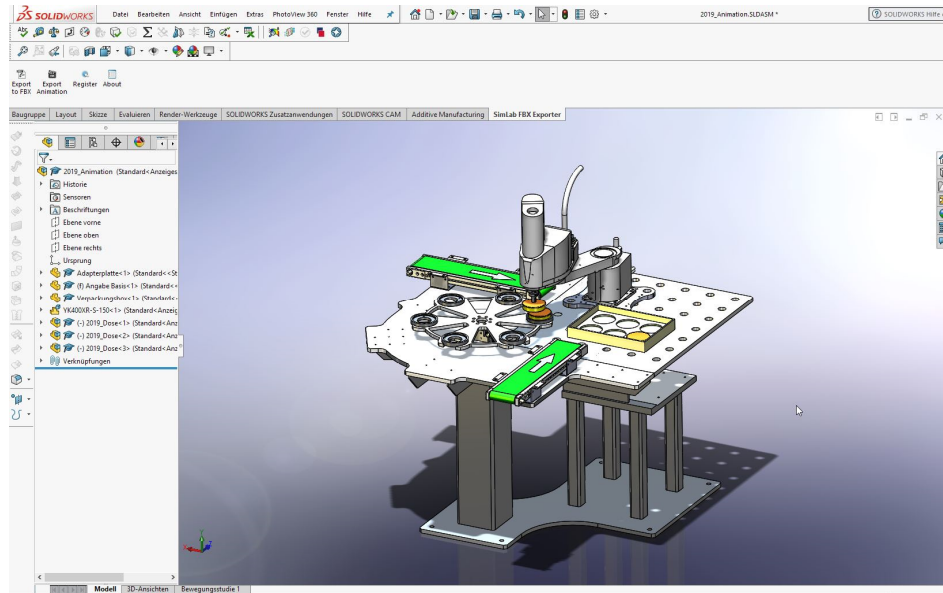 SOLIDWORKS Datei Bearbeiten Ansicht Einfügen Extras PhotoView 360 Fenster Hilfe 2019_Animation.SLDASM * SOLIDWORKS Hilfe
Export to FBX
Export Animation
Register
About
Baugruppe Layout Skizze Evaluieren Render-Werkzeuge SOLIDWORKS Zusatzanwendungen SOLIDWORKS CAM Additive Manufacturing Simlab FBX Exporter
2019_Animation (Standard<Anzeiges
Historie
Sensoren
Beschriftungen
Ebene vorne
Ebene oben
Ebene rechts
Ursprung
Adapterplatte<1> (Standard<<St
(f) Angabe Basis<1> (Standard<<
Verpackungsbox<1> (Standard<
YK400XR-S-150<1> (Standard<Anzeig
(-) 2019_Dose<1> (Standard<Anz
(-) 2019_Dose<2> (Standard<Anz
(-) 2019_Dose<3> (Standard<Anz
Verknüpfungen
Modell 3D-Ansichten Bewegungsstudie 1